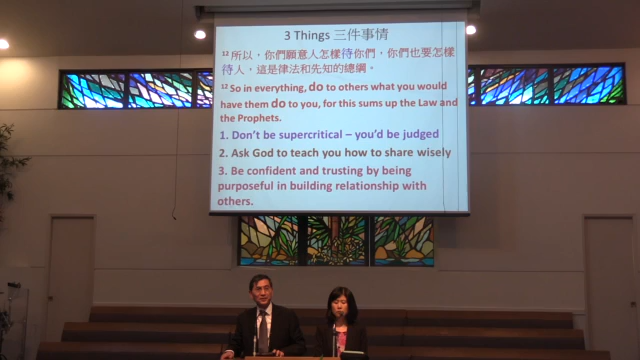 3 Things 三件事情
12 所以，你們願意人怎樣待你們，你們也要怎樣
待人，這是律法和先知的總綱。
12 So in everything, do to others what you would
have them do to you, for this sums up the Law and
the Prophets.
1. Don't be supercritical – you'd be judged
2. Ask God to teach you how to share wisely
3. Be confident and trusting by being
purposeful in building relationship with
others.